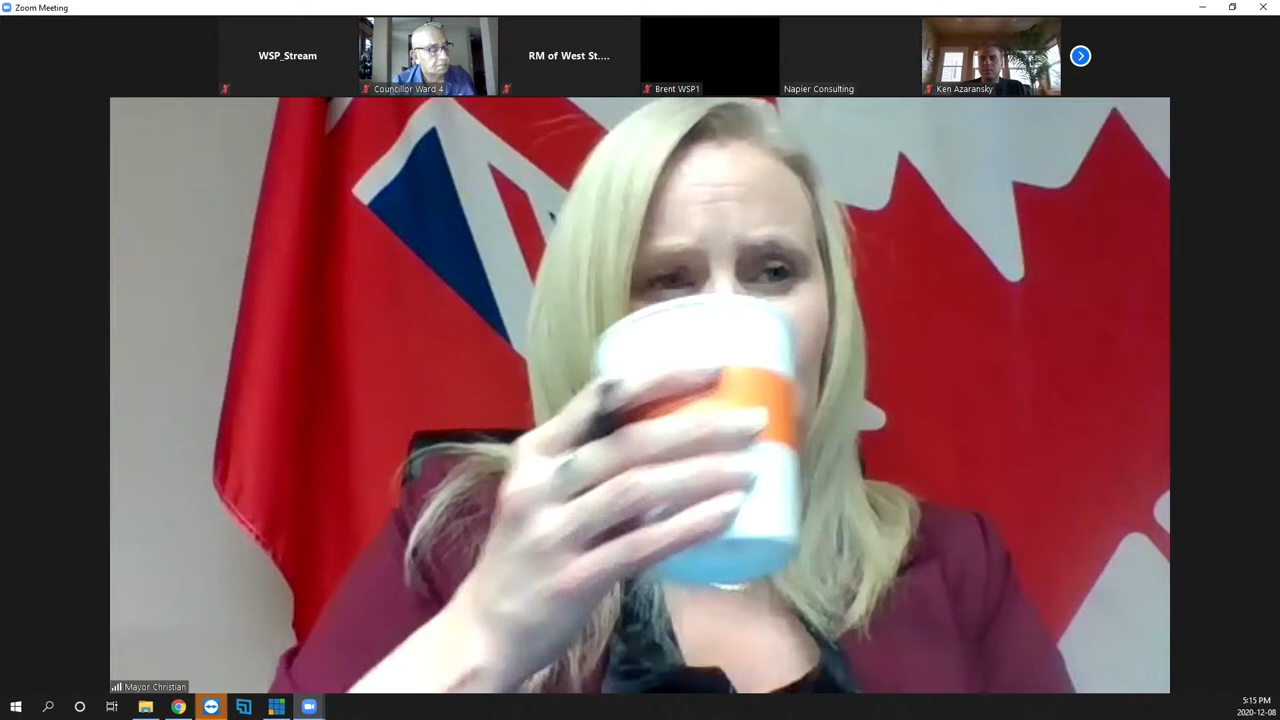 Zoom Meeting
WSP_Stream
Councillor Ward 4
RM of West St....
Brent WSP1
Napier Consulting
Ken Azaransky
Mayor Christian
5:15 PM
2020-12-08